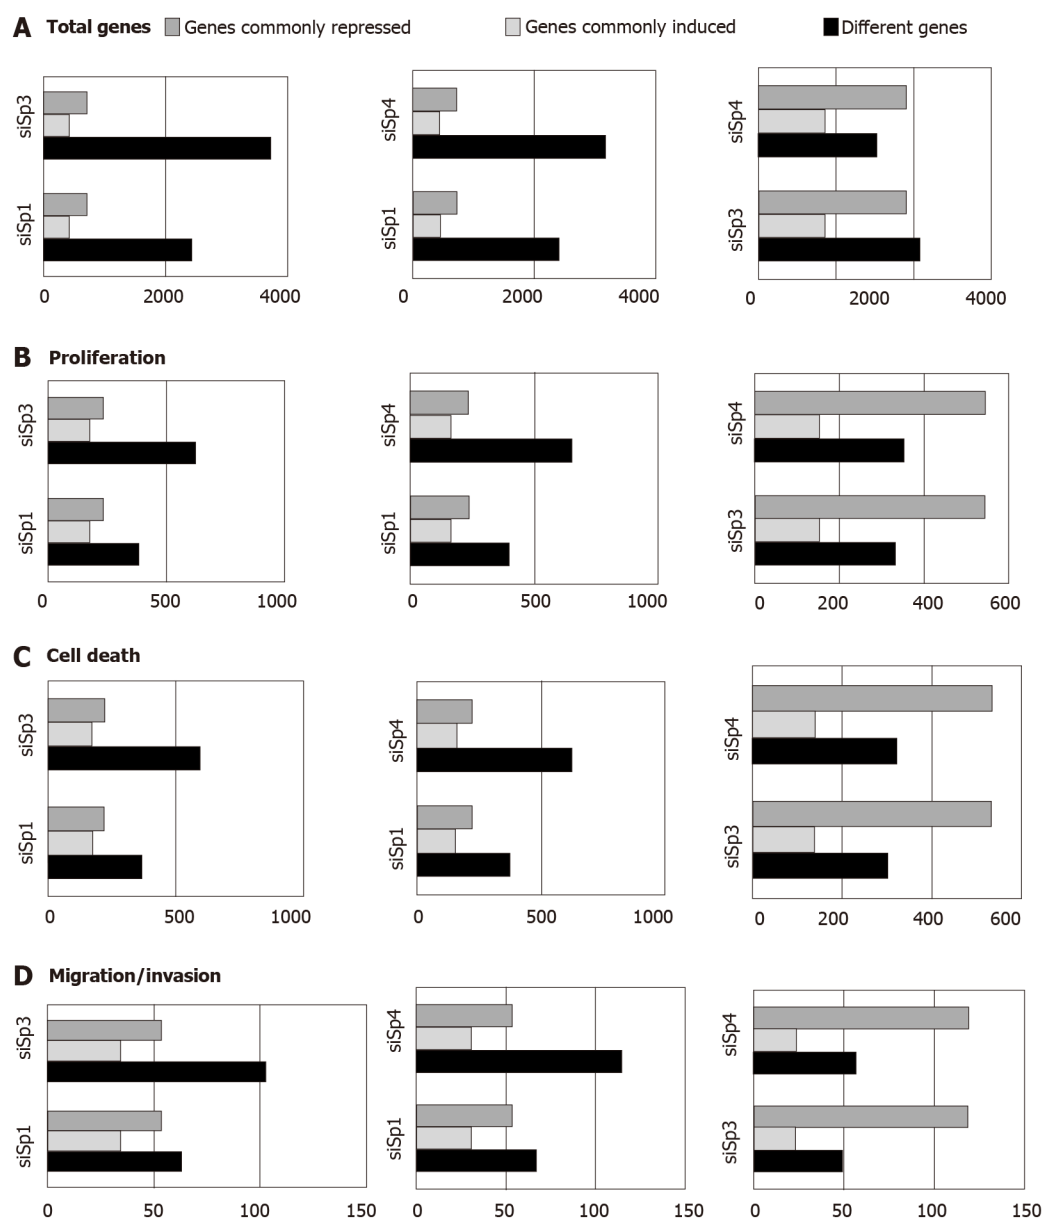 A Total genes Genes commonly repressed Genes commonly induced Different genes
siSp3
siSp1
0 2000 4000
siSp4
siSp1
0 2000 4000
siSp4
siSp3
0 2000 4000
B Proliferation
siSp3
siSp1
0 500 1000
siSp4
siSp1
0 500 1000
siSp4
siSp3
0 200 400 600
C Cell death
siSp3
siSp1
0 500 1000
siSp4
siSp1
0 500 1000
siSp4
siSp3
0 200 400 600
D Migration/invasion
siSp3
siSp1
0 50 100 150
siSp4
siSp1
0 50 100 150
siSp4
siSp3
0 50 100 150